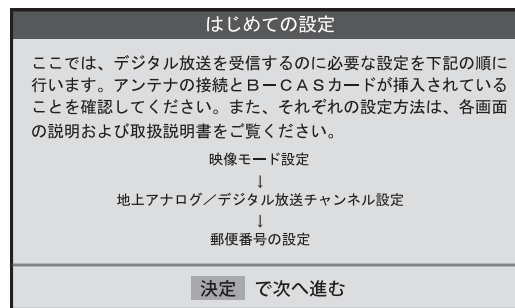 はじめての設定
ここでは、デジタル放送を受信するのに必要な設定を下記の順に
行います。アンテナの接続とB－CASカードが挿入されている
ことを確認してください。また、それぞれの設定方法は、各画面
の説明および取扱説明書をご覧ください。
映像モード設定
↓
地上アナログ／デジタル放送チャンネル設定
↓
郵便番号の設定
決定 で次へ進む